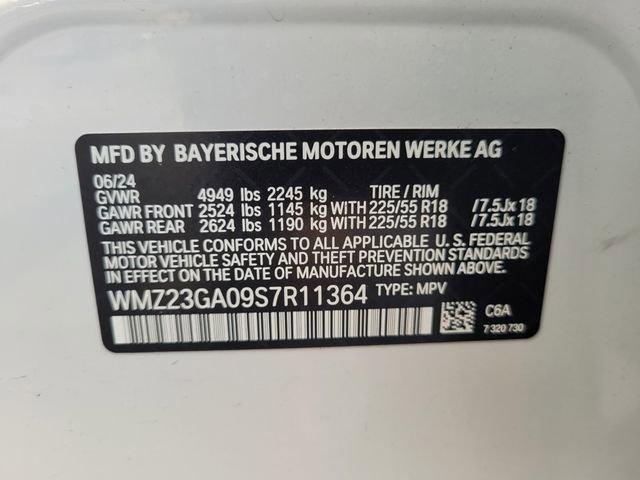 MFD BY BAYERISCHE MOTOREN WERKE AG
06/24
GVWR 4949 lbs 2245 kg TIRE / RIM
GAWR FRONT 2524 lbs 1145 kg WITH 225/55 R18 /7.5Jx18
GAWR REAR 2624 lbs 1190 kg WITH 225/55 R18 /7.5Jx18
THIS VEHICLE CONFORMS TO ALL APPLICABLE U.S. FEDERAL
MOTOR VEHICLE SAFETY AND THEFT PREVENTION STANDARDS
IN EFFECT ON THE DATE OF MANUFACTURE SHOWN ABOVE.
WMZ23GA09S7R11364 TYPE: MPV
C6A
7 320 730